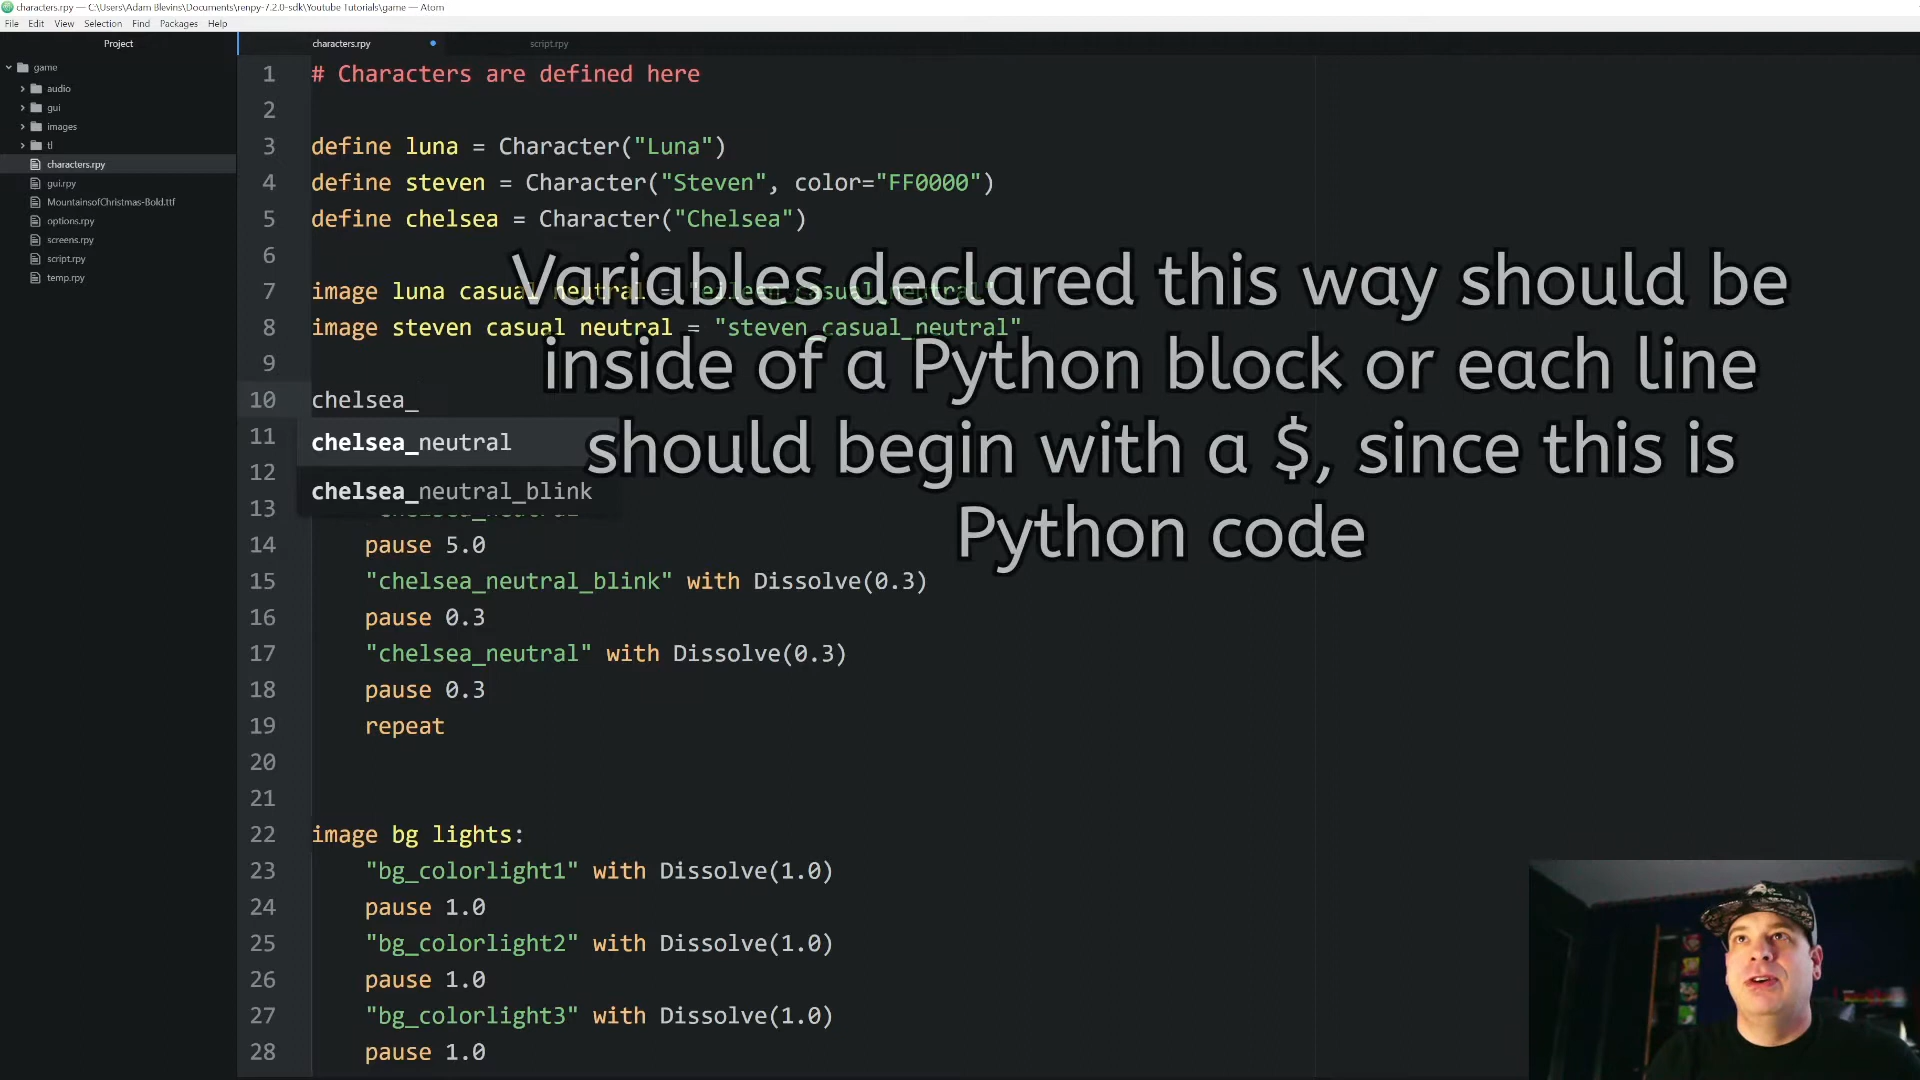 characters.rpy — C:\Users\Adam Blevins\Documents\renpy-7.2.0-sdk\Youtube Tutorials\game — Atom
File Edit View Selection Find Packages Help
Project
characters.rpy
script.rpy
game
audio
gui
images
tl
characters.rpy
gui.rpy
MountainsofChristmas-Bold.ttf
options.rpy
screens.rpy
script.rpy
temp.rpy
1 # Characters are defined here
2
3 define luna = Character("Luna")
4 define steven = Character("Steven", color="FF0000")
5 define chelsea = Character("Chelsea")
6
7 image luna casual neutral = "eileen_casual_neutral"
8 image steven casual neutral = "steven_casual_neutral"
9
10 chelsea_
11
chelsea_neutral
12
chelsea_neutral_blink
13 "chelsea_neutral"
14 pause 5.0
15 "chelsea_neutral_blink" with Dissolve(0.3)
16 pause 0.3
17 "chelsea_neutral" with Dissolve(0.3)
18 pause 0.3
19 repeat
20
21
22 image bg lights:
23 "bg_colorlight1" with Dissolve(1.0)
24 pause 1.0
25 "bg_colorlight2" with Dissolve(1.0)
26 pause 1.0
27 "bg_colorlight3" with Dissolve(1.0)
28 pause 1.0
Variables declared this way should be
inside of a Python block or each line
should begin with a $, since this is
Python code